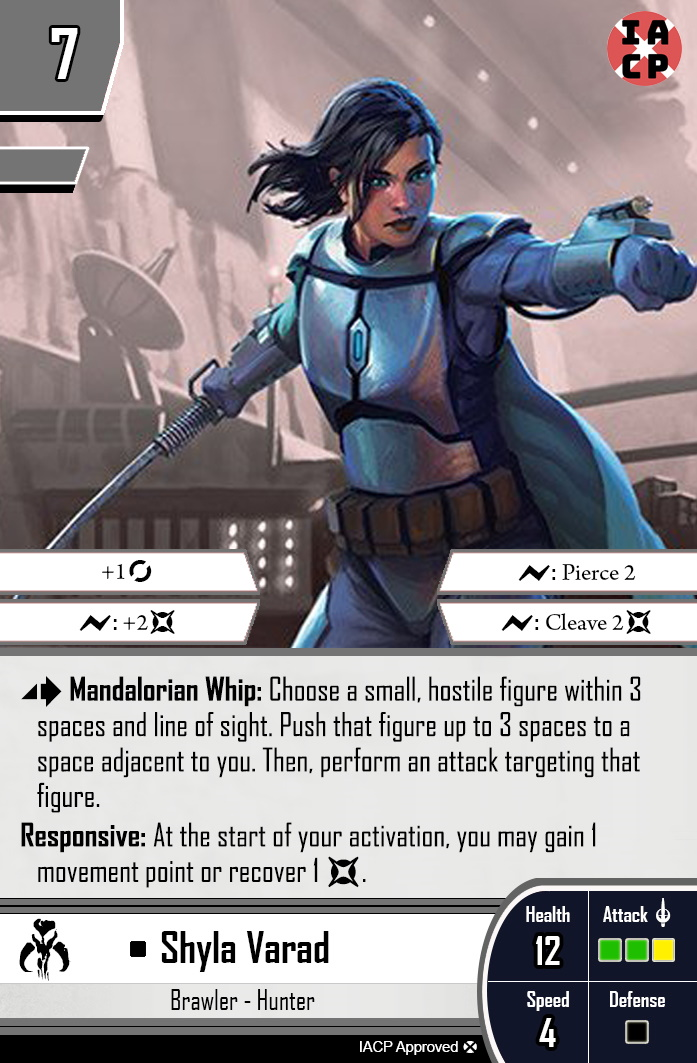 7
IA
CP
+1
: Pierce 2
: +2
: Cleave 2
Mandalorian Whip: Choose a small, hostile figure within 3
spaces and line of sight. Push that figure up to 3 spaces to a
space adjacent to you. Then, perform an attack targeting that
figure.
Responsive: At the start of your activation, you may gain 1
movement point or recover 1 .
Shyla Varad
Brawler - Hunter
Health
12
Attack
Speed
4
Defense
IACP Approved